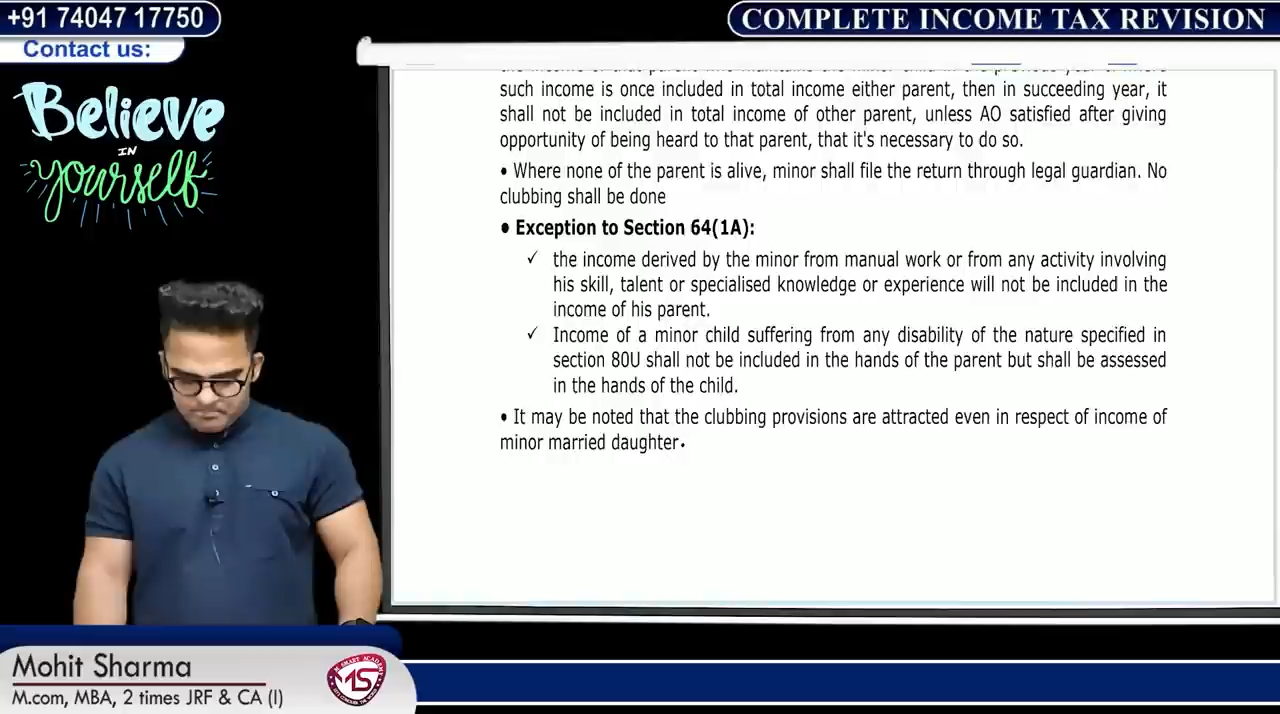 +91 74047 17750
Contact us:
COMPLETE INCOME TAX REVISION
Believe
IN
yourself
such income is once included in total income either parent, then in succeeding year, it
shall not be included in total income of other parent, unless AO satisfied after giving
opportunity of being heard to that parent, that it's necessary to do so.
• Where none of the parent is alive, minor shall file the return through legal guardian. No
clubbing shall be done
● Exception to Section 64(1A):
✓ the income derived by the minor from manual work or from any activity involving
his skill, talent or specialised knowledge or experience will not be included in the
income of his parent.
✓ Income of a minor child suffering from any disability of the nature specified in
section 80U shall not be included in the hands of the parent but shall be assessed
in the hands of the child.
• It may be noted that the clubbing provisions are attracted even in respect of income of
minor married daughter.
Mohit Sharma
M.com, MBA, 2 times JRF & CA (I)
MS